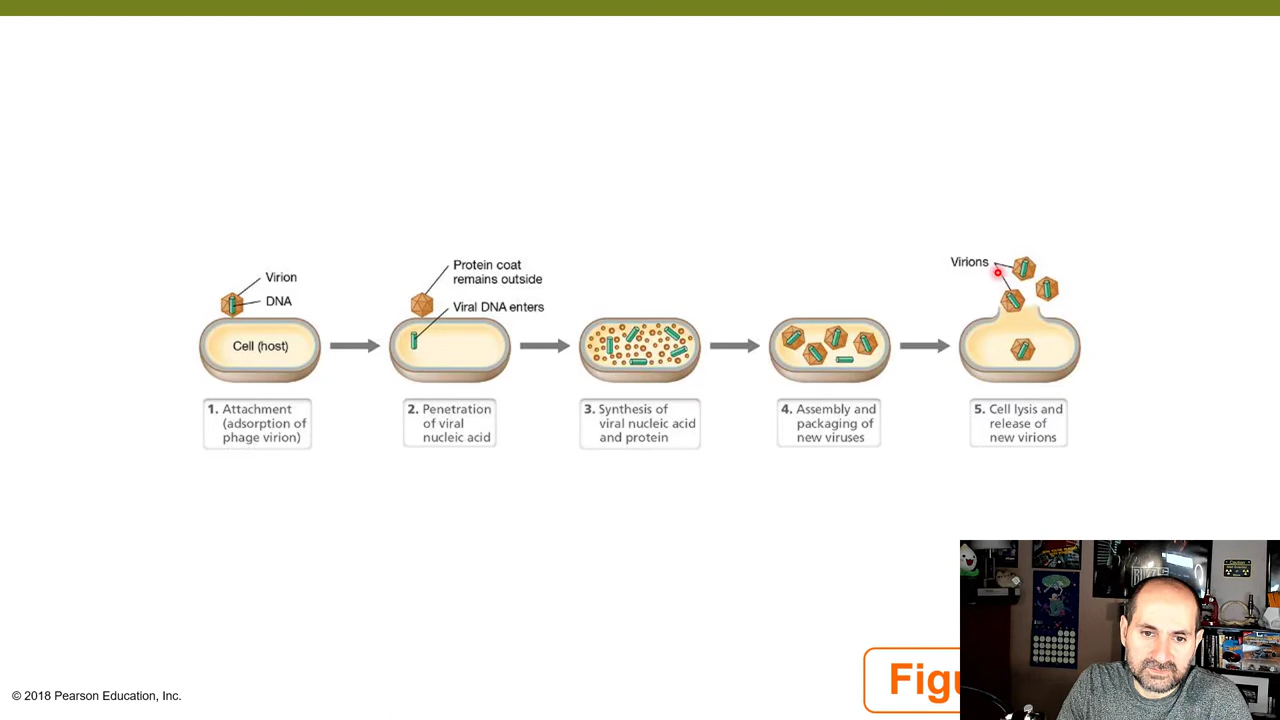 Virion
DNA
Cell (host)
1. Attachment
(adsorption of
phage virion)
Protein coat
remains outside
Viral DNA enters
2. Penetration
of viral
nucleic acid
3. Synthesis of
viral nucleic acid
and protein
4. Assembly and
packaging of
new viruses
Virions
5. Cell lysis and
release of
new virions
Caution
© 2018 Pearson Education, Inc.